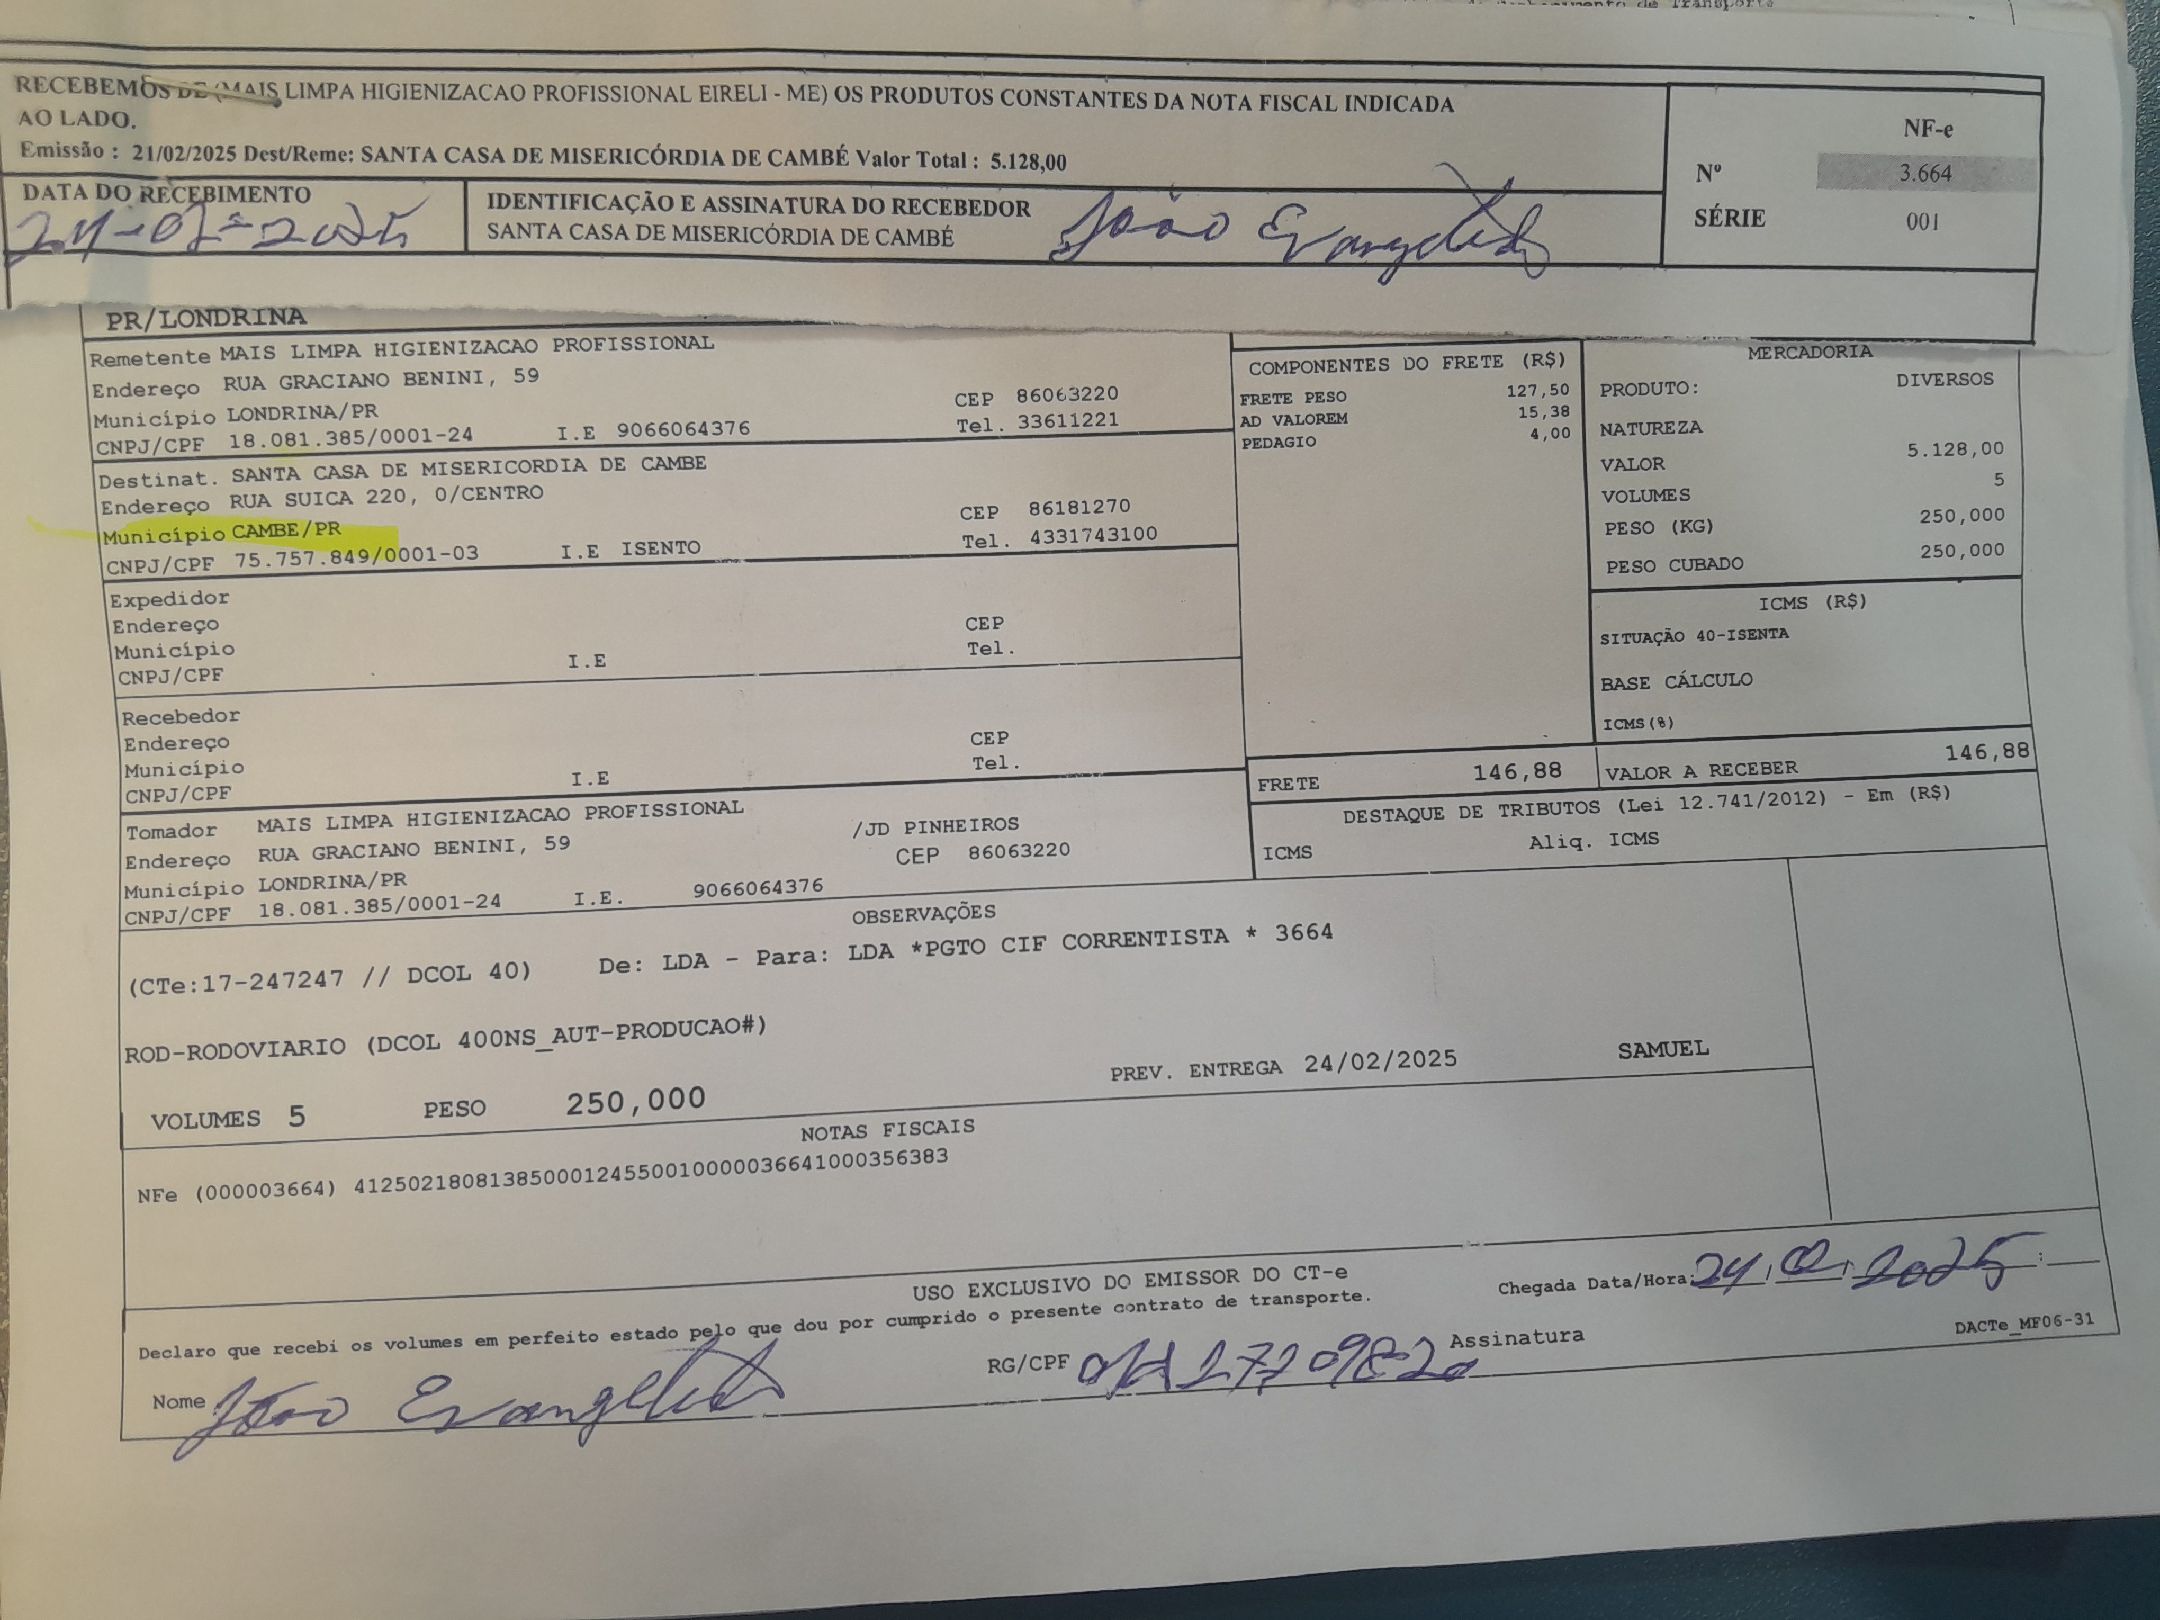 de Transporte
RECEBEMOS DE (MAIS LIMPA HIGIENIZACAO PROFISSIONAL EIRELI - ME) OS PRODUTOS CONSTANTES DA NOTA FISCAL INDICADA
AO LADO.
Emissão : 21/02/2025 Dest/Reme: SANTA CASA DE MISERICÓRDIA DE CAMBÉ Valor Total : 5.128,00
NF-e
Nº 3.664
SÉRIE 001
DATA DO RECEBIMENTO
24-02-2025
IDENTIFICAÇÃO E ASSINATURA DO RECEBEDOR
SANTA CASA DE MISERICÓRDIA DE CAMBÉ
João Evangelista
PR/LONDRINA
Remetente MAIS LIMPA HIGIENIZACAO PROFISSIONAL
Endereço RUA GRACIANO BENINI, 59
Município LONDRINA/PR CEP 86063220
CNPJ/CPF 18.081.385/0001-24 I.E 9066064376 Tel. 33611221
Destinat. SANTA CASA DE MISERICORDIA DE CAMBE
Endereço RUA SUICA 220, 0/CENTRO
Município CAMBE/PR CEP 86181270
CNPJ/CPF 75.757.849/0001-03 I.E ISENTO Tel. 4331743100
Expedidor
Endereço
Município CEP
CNPJ/CPF I.E Tel.
Recebedor
Endereço
Município CEP
CNPJ/CPF I.E Tel.
Tomador MAIS LIMPA HIGIENIZACAO PROFISSIONAL
Endereço RUA GRACIANO BENINI, 59 /JD PINHEIROS
Município LONDRINA/PR CEP 86063220
CNPJ/CPF 18.081.385/0001-24 I.E. 9066064376
COMPONENTES DO FRETE (R$)
FRETE PESO 127,50
AD VALOREM 15,38
PEDAGIO 4,00
MERCADORIA
PRODUTO: DIVERSOS
NATUREZA
VALOR 5.128,00
VOLUMES 5
PESO (KG) 250,000
PESO CUBADO 250,000
ICMS (R$)
SITUAÇÃO 40-ISENTA
BASE CÁLCULO
ICMS(%)
FRETE 146,88 VALOR A RECEBER 146,88
DESTAQUE DE TRIBUTOS (Lei 12.741/2012) - Em (R$)
ICMS Aliq. ICMS
OBSERVAÇÕES
(CTe:17-247247 // DCOL 40) De: LDA - Para: LDA *PGTO CIF CORRENTISTA * 3664
ROD-RODOVIARIO (DCOL 400NS_AUT-PRODUCAO#)
VOLUMES 5 PESO 250,000 PREV. ENTREGA 24/02/2025 SAMUEL
NOTAS FISCAIS
NFe (000003664) 41250218081385000124550010000036641000356383
USO EXCLUSIVO DO EMISSOR DO CT-e
Declaro que recebi os volumes em perfeito estado pelo que dou por cumprido o presente contrato de transporte.
Chegada Data/Hora: 24, 02, 2025 :
Nome João Evangelista RG/CPF Assinatura
DACTe_MF06-31